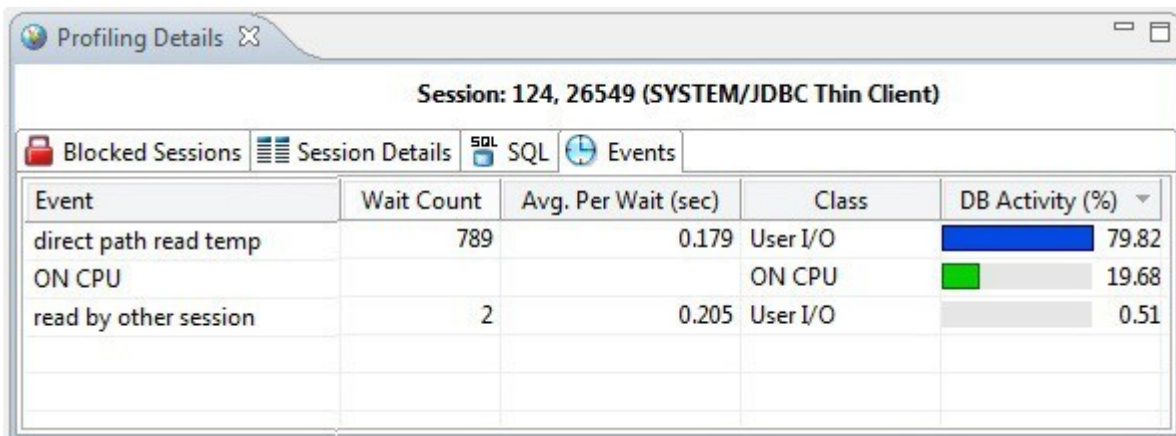 Profiling Details
Session: 124, 26549 (SYSTEM/JDBC Thin Client)
Blocked Sessions Session Details SQL SQL Events
Event Wait Count Avg. Per Wait (sec) Class DB Activity (%)
direct path read temp 789 0.179 User I/O 79.82
ON CPU ON CPU 19.68
read by other session 2 0.205 User I/O 0.51